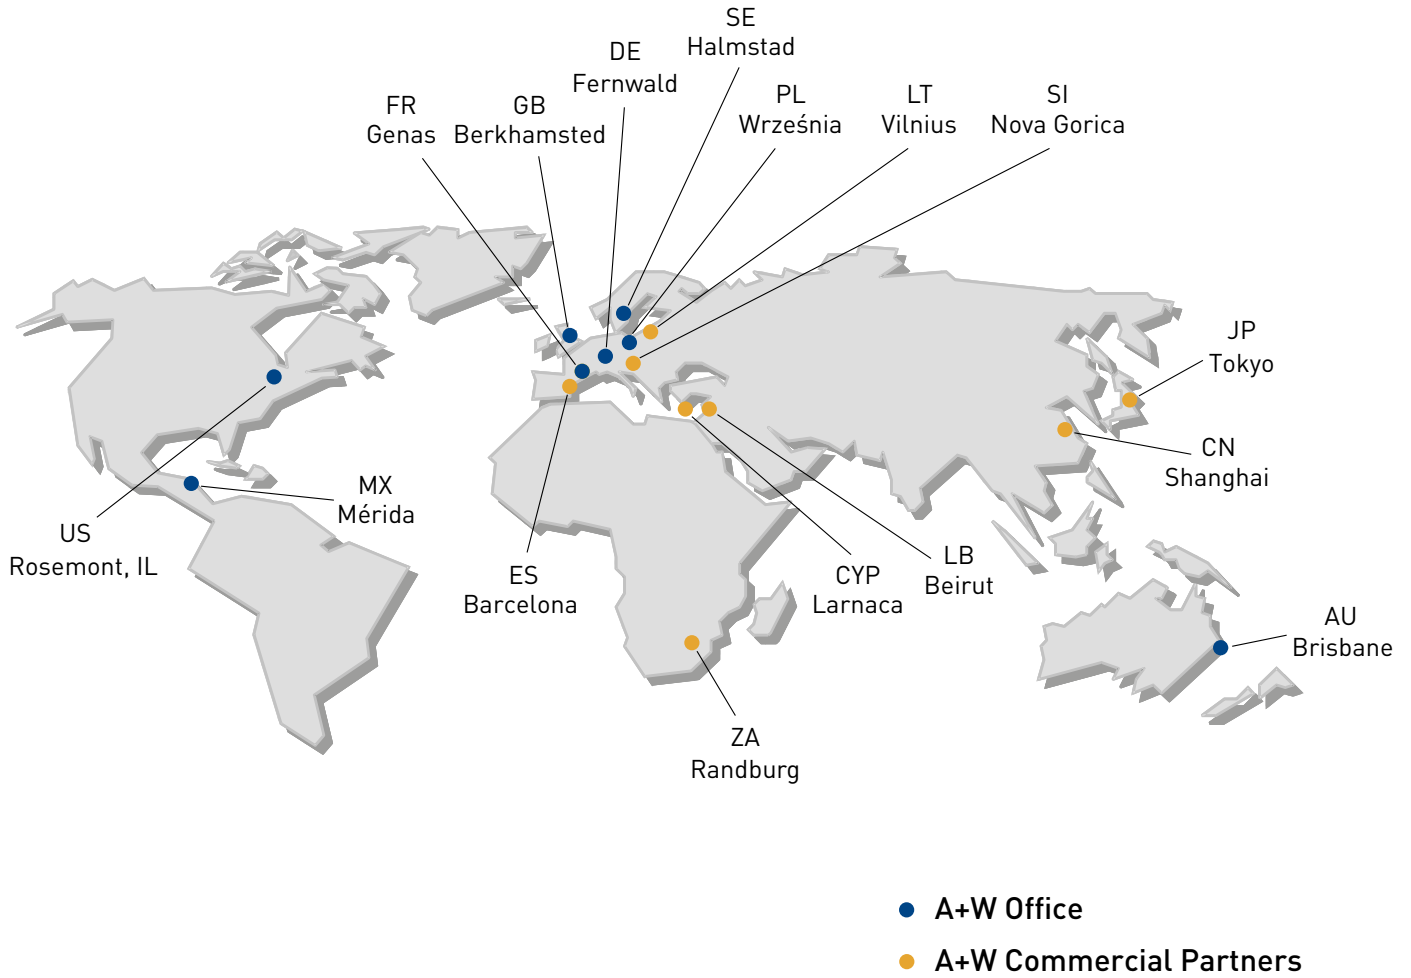 SE
Halmstad
DE
Fernwald
FR
Genas
GB
Berkhamsted
PL
Września
LT
Vilnius
SI
Nova Gorica
JP
Tokyo
CN
Shanghai
MX
Mérida
US
Rosemont, IL
ES
Barcelona
CYP
Larnaca
LB
Beirut
AU
Brisbane
ZA
Randburg
A+W Office
A+W Commercial Partners